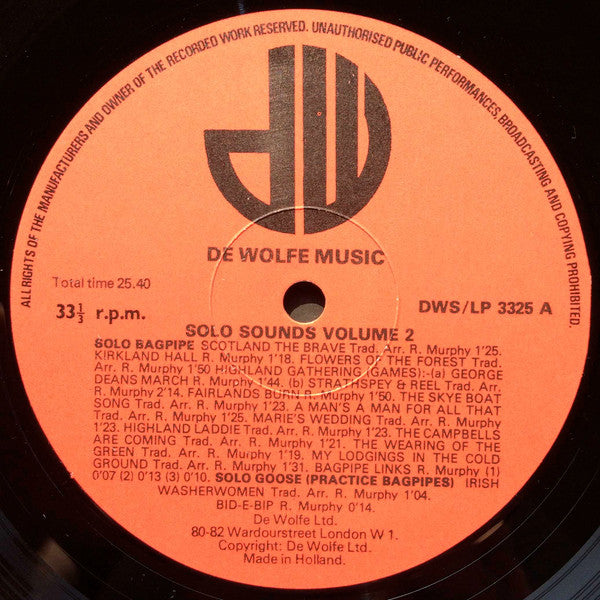 ALL RIGHTS OF THE MANUFACTURERS AND OWNER OF THE RECORDED WORK RESERVED. UNAUTHORISED PUBLIC PERFORMANCES, BROADCASTING AND COPYING PROHIBITED.
dW
DE WOLFE MUSIC
Total time 25.40
33⅓ r.p.m.
DWS/LP 3325 A
SOLO SOUNDS VOLUME 2
SOLO BAGPIPE SCOTLAND THE BRAVE Trad. Arr. R. Murphy 1'25.
KIRKLAND HALL R. Murphy 1'18. FLOWERS OF THE FOREST Trad.
Arr. R. Murphy 1'50 HIGHLAND GATHERING GAMES):-(a) GEORGE
DEANS MARCH R. Murphy 1'44. (b) STRATHSPEY & REEL Trad. Arr.
R. Murphy 2'14. FAIRLANDS BURN R. Murphy 1'50. THE SKYE BOAT
SONG Trad. Arr. R. Murphy 1'23. A MAN'S A MAN FOR ALL THAT
Trad. Arr. R. Murphy 1'25. MARIE'S WEDDING Trad. Arr. R. Murphy
1'23. HIGHLAND LADDIE Trad. Arr. R. Murphy 1'23. THE CAMPBELLS
ARE COMING Trad. Arr. R. Murphy 1'21. THE WEARING OF THE
GREEN Trad. Arr. R. Murphy 1'19. MY LODGINGS IN THE COLD
GROUND Trad. Arr. R. Murphy 1'31. BAGPIPE LINKS R. Murphy (1)
0'07 (2) 0'13 (3) 0'10. SOLO GOOSE (PRACTICE BAGPIPES) IRISH
WASHERWOMEN Trad. Arr. R. Murphy 1'04.
BID-E-BIP R. Murphy 0'14.
De Wolfe Ltd.
80-82 Wardourstreet London W 1.
Copyright: De Wolfe Ltd.
Made in Holland.